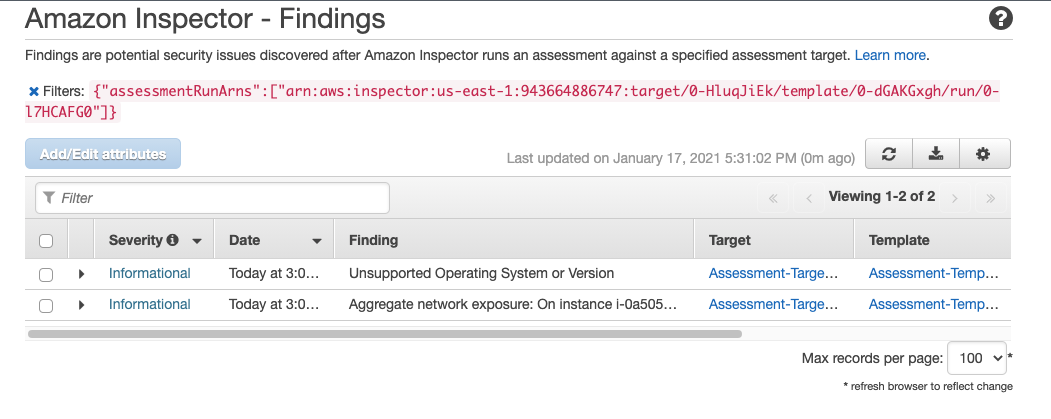 Amazon Inspector - Findings
Findings are potential security issues discovered after Amazon Inspector runs an assessment against a specified assessment target. Learn more.
Filters: {"assessmentRunArns":["arn:aws:inspector:us-east-1:943664886747:target/0-HluqJiEk/template/0-dGAKGxgh/run/0-
l7HCAFG0"]}
Add/Edit attributes
Last updated on January 17, 2021 5:31:02 PM (0m ago)
Filter
Viewing 1-2 of 2
Severity Date Finding Target Template
Informational Today at 3:0... Unsupported Operating System or Version Assessment-Targe... Assessment-Temp...
Informational Today at 3:0... Aggregate network exposure: On instance i-0a505... Assessment-Targe... Assessment-Temp...
Max records per page: 100 *
* refresh browser to reflect change